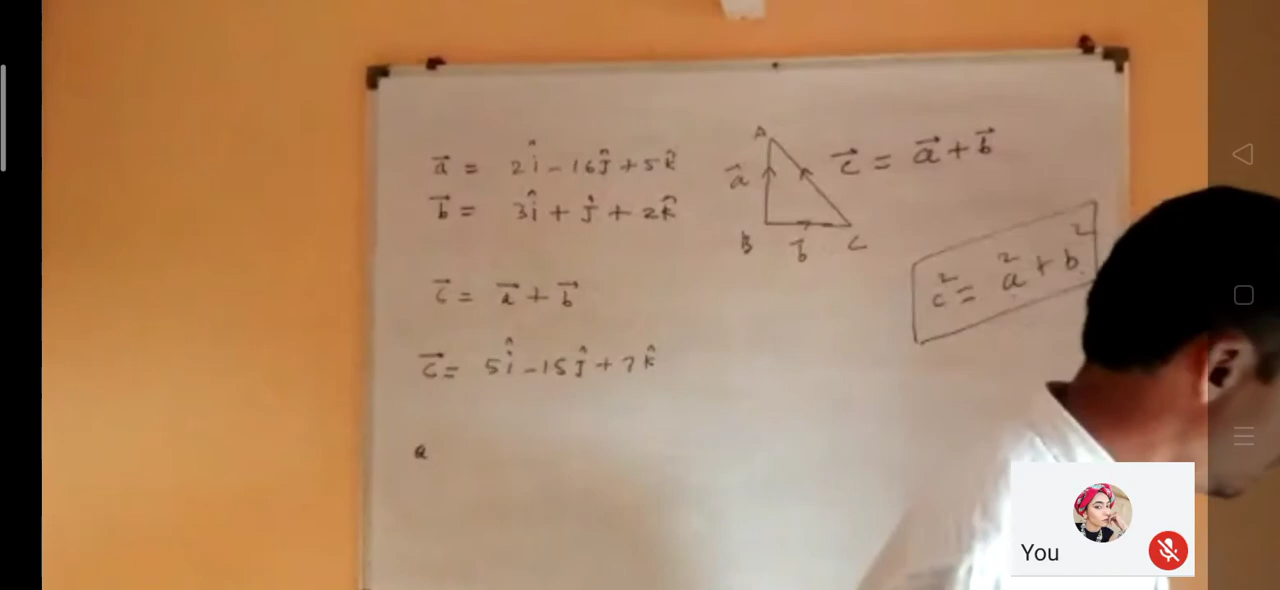 a⃗ = 2î - 16ĵ + 5k̂
b⃗ = 3î + ĵ + 2k̂
c⃗ = a⃗ + b⃗
c⃗ = 5î - 15ĵ + 7k̂
a
A
a⃗
B
b⃗
C
c⃗ = a⃗ + b⃗
c² = a² + b²
You